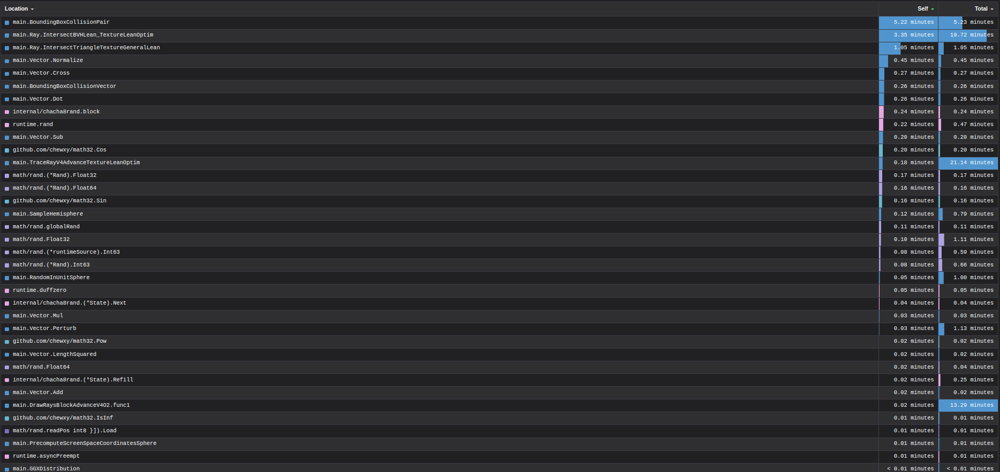 Location Self Total
main.BoundingBoxCollisionPair 5.22 minutes 5.23 minutes
main.Ray.IntersectBVHLean_TextureLeanOptim 3.35 minutes 10.72 minutes
main.Ray.IntersectTriangleTextureGeneralLean 1.05 minutes 1.05 minutes
main.Vector.Normalize 0.45 minutes 0.45 minutes
main.Vector.Cross 0.27 minutes 0.27 minutes
main.BoundingBoxCollisionVector 0.26 minutes 0.26 minutes
main.Vector.Dot 0.26 minutes 0.26 minutes
internal/chacha8rand.block 0.24 minutes 0.24 minutes
runtime.rand 0.22 minutes 0.47 minutes
main.Vector.Sub 0.20 minutes 0.20 minutes
github.com/chewxy/math32.Cos 0.20 minutes 0.20 minutes
main.TraceRayV4AdvanceTextureLeanOptim 0.18 minutes 21.14 minutes
math/rand.(*Rand).Float32 0.17 minutes 0.17 minutes
math/rand.(*Rand).Float64 0.16 minutes 0.16 minutes
github.com/chewxy/math32.Sin 0.16 minutes 0.16 minutes
main.SampleHemisphere 0.12 minutes 0.79 minutes
math/rand.globalRand 0.11 minutes 0.11 minutes
math/rand.Float32 0.10 minutes 1.11 minutes
math/rand.(*runtimeSource).Int63 0.08 minutes 0.59 minutes
math/rand.(*Rand).Int63 0.08 minutes 0.66 minutes
main.RandomInUnitSphere 0.05 minutes 1.00 minutes
runtime.duffzero 0.05 minutes 0.05 minutes
internal/chacha8rand.(*State).Next 0.04 minutes 0.04 minutes
main.Vector.Mul 0.03 minutes 0.03 minutes
main.Vector.Perturb 0.03 minutes 1.13 minutes
github.com/chewxy/math32.Pow 0.02 minutes 0.02 minutes
main.Vector.LengthSquared 0.02 minutes 0.02 minutes
math/rand.Float64 0.02 minutes 0.04 minutes
internal/chacha8rand.(*State).Refill 0.02 minutes 0.25 minutes
main.Vector.Add 0.02 minutes 0.02 minutes
main.DrawRaysBlockAdvanceV4O2.func1 0.02 minutes 13.29 minutes
github.com/chewxy/math32.IsInf 0.01 minutes 0.01 minutes
math/rand.readPos int8 }]).Load 0.01 minutes 0.01 minutes
main.PrecomputeScreenSpaceCoordinatesSphere 0.01 minutes 0.01 minutes
runtime.asyncPreempt 0.01 minutes 0.01 minutes
main.GGXDistribution < 0.01 minutes < 0.01 minutes